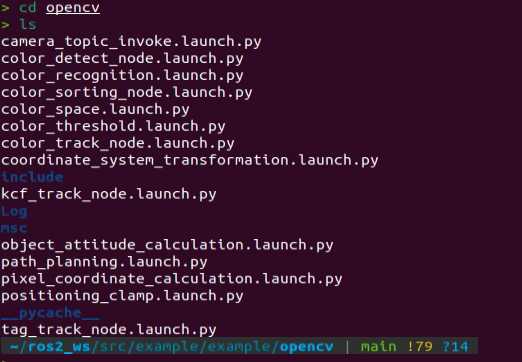 > cd opencv
> ls
camera_topic_invoke.launch.py
color_detect_node.launch.py
color_recognition.launch.py
color_sorting_node.launch.py
color_space.launch.py
color_threshold.launch.py
color_track_node.launch.py
coordinate_system_transformation.launch.py
include
kcf_track_node.launch.py
Log
msc
object_attitude_calculation.launch.py
path_planning.launch.py
pixel_coordinate_calculation.launch.py
positioning_clamp.launch.py
__pycache__
tag_track_node.launch.py
~/ros2_ws/src/example/example/opencv | main !79 ?14